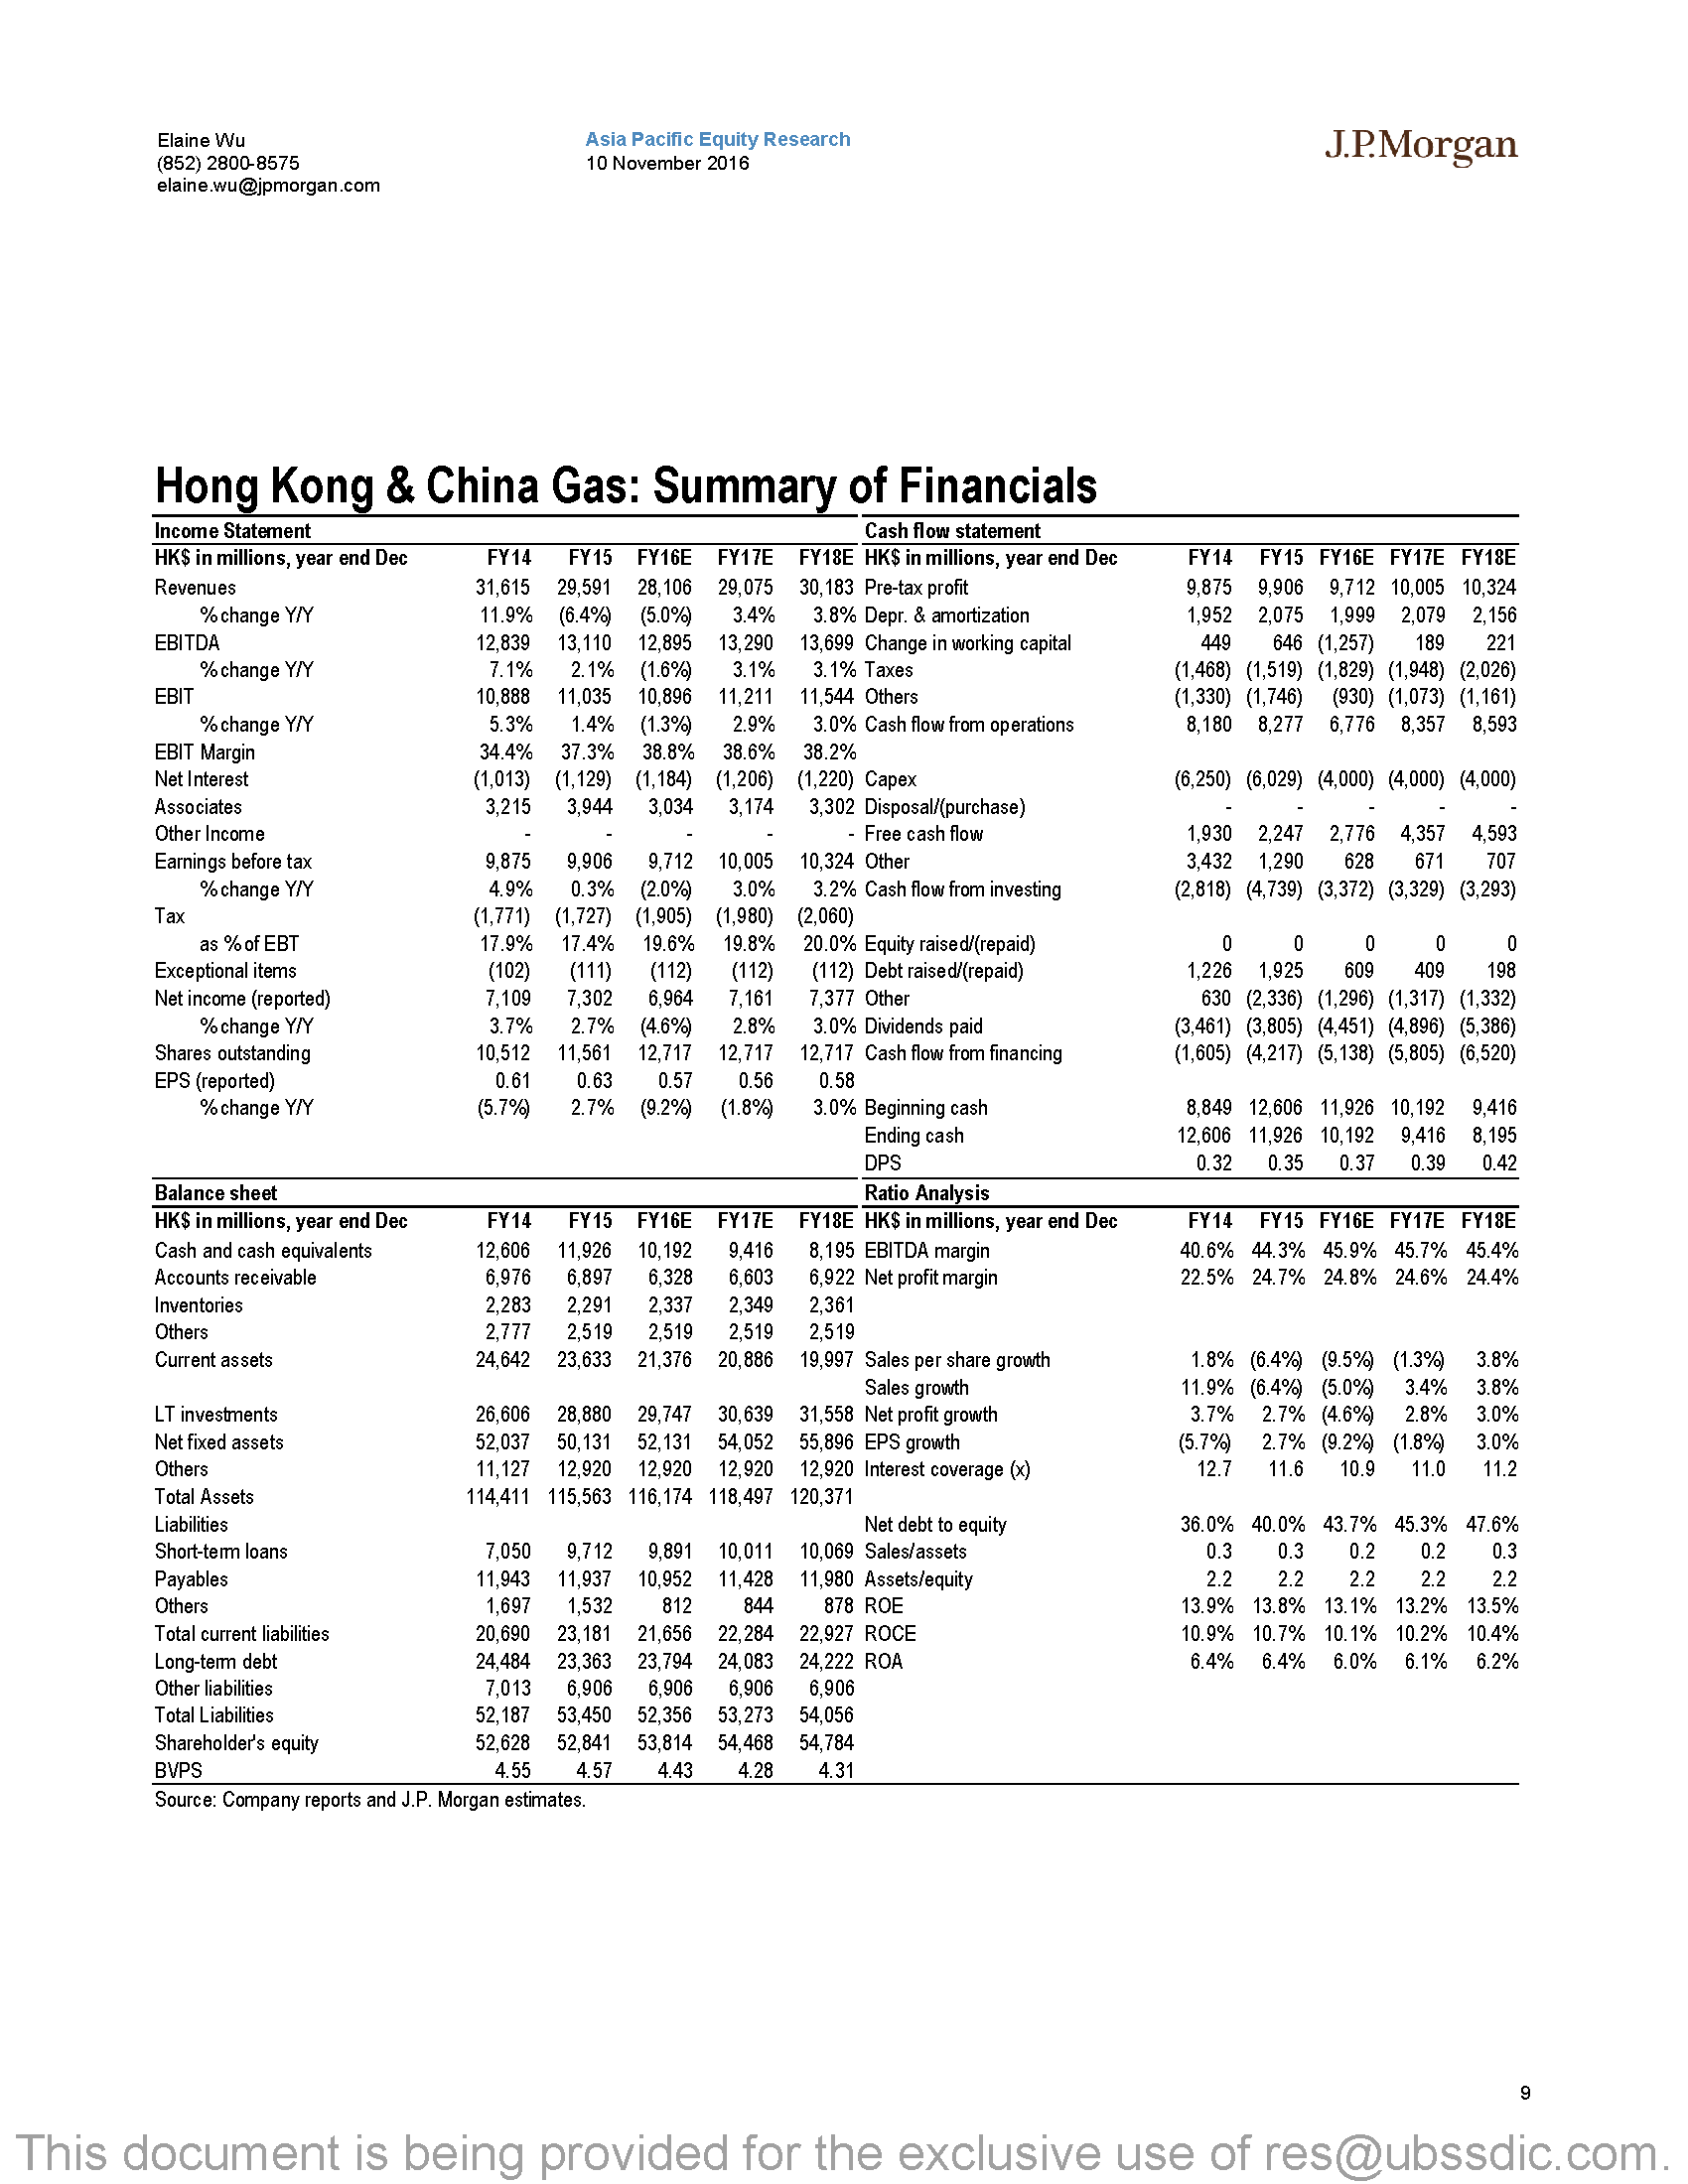 Elaine Wu
(852) 2800-8575
elaine.wu@jpmorgan.com
Asia Pacific Equity Research
10 November 2016
J.P.Morgan
Hong Kong & China Gas: Summary of Financials
Income Statement
HK$ in millions, year end Dec FY14 FY15 FY16E FY17E FY18E
Revenues 31,615 29,591 28,106 29,075 30,183
% change Y/Y 11.9% (6.4%) (5.0%) 3.4% 3.8%
EBITDA 12,839 13,110 12,895 13,290 13,699
% change Y/Y 7.1% 2.1% (1.6%) 3.1% 3.1%
EBIT 10,888 11,035 10,896 11,211 11,544
% change Y/Y 5.3% 1.4% (1.3%) 2.9% 3.0%
EBIT Margin 34.4% 37.3% 38.8% 38.6% 38.2%
Net Interest (1,013) (1,129) (1,184) (1,206) (1,220)
Associates 3,215 3,944 3,034 3,174 3,302
Other Income - - - - -
Earnings before tax 9,875 9,906 9,712 10,005 10,324
% change Y/Y 4.9% 0.3% (2.0%) 3.0% 3.2%
Tax (1,771) (1,727) (1,905) (1,980) (2,060)
as % of EBT 17.9% 17.4% 19.6% 19.8% 20.0%
Exceptional items (102) (111) (112) (112) (112)
Net income (reported) 7,109 7,302 6,964 7,161 7,377
% change Y/Y 3.7% 2.7% (4.6%) 2.8% 3.0%
Shares outstanding 10,512 11,561 12,717 12,717 12,717
EPS (reported) 0.61 0.63 0.57 0.56 0.58
% change Y/Y (5.7%) 2.7% (9.2%) (1.8%) 3.0%
Cash flow statement
HK$ in millions, year end Dec FY14 FY15 FY16E FY17E FY18E
Pre-tax profit 9,875 9,906 9,712 10,005 10,324
Depr. & amortization 1,952 2,075 1,999 2,079 2,156
Change in working capital 449 646 (1,257) 189 221
Taxes (1,468) (1,519) (1,829) (1,948) (2,026)
Others (1,330) (1,746) (930) (1,073) (1,161)
Cash flow from operations 8,180 8,277 6,776 8,357 8,593
Capex (6,250) (6,029) (4,000) (4,000) (4,000)
Disposal/(purchase) - - - - -
Free cash flow 1,930 2,247 2,776 4,357 4,593
Other 3,432 1,290 628 671 707
Cash flow from investing (2,818) (4,739) (3,372) (3,329) (3,293)
Equity raised/(repaid) 0 0 0 0 0
Debt raised/(repaid) 1,226 1,925 609 409 198
Other 630 (2,336) (1,296) (1,317) (1,332)
Dividends paid (3,461) (3,805) (4,451) (4,896) (5,386)
Cash flow from financing (1,605) (4,217) (5,138) (5,805) (6,520)
Beginning cash 8,849 12,606 11,926 10,192 9,416
Ending cash 12,606 11,926 10,192 9,416 8,195
DPS 0.32 0.35 0.37 0.39 0.42
Balance sheet
HK$ in millions, year end Dec FY14 FY15 FY16E FY17E FY18E
Cash and cash equivalents 12,606 11,926 10,192 9,416 8,195
Accounts receivable 6,976 6,897 6,328 6,603 6,922
Inventories 2,283 2,291 2,337 2,349 2,361
Others 2,777 2,519 2,519 2,519 2,519
Current assets 24,642 23,633 21,376 20,886 19,997
LT investments 26,606 28,880 29,747 30,639 31,558
Net fixed assets 52,037 50,131 52,131 54,052 55,896
Others 11,127 12,920 12,920 12,920 12,920
Total Assets 114,411 115,563 116,174 118,497 120,371
Liabilities
Short-term loans 7,050 9,712 9,891 10,011 10,069
Payables 11,943 11,937 10,952 11,428 11,980
Others 1,697 1,532 812 844 878
Total current liabilities 20,690 23,181 21,656 22,284 22,927
Long-term debt 24,484 23,363 23,794 24,083 24,222
Other liabilities 7,013 6,906 6,906 6,906 6,906
Total Liabilities 52,187 53,450 52,356 53,273 54,056
Shareholder's equity 52,628 52,841 53,814 54,468 54,784
BVPS 4.55 4.57 4.43 4.28 4.31
Ratio Analysis
HK$ in millions, year end Dec FY14 FY15 FY16E FY17E FY18E
EBITDA margin 40.6% 44.3% 45.9% 45.7% 45.4%
Net profit margin 22.5% 24.7% 24.8% 24.6% 24.4%
Sales per share growth 1.8% (6.4%) (9.5%) (1.3%) 3.8%
Sales growth 11.9% (6.4%) (5.0%) 3.4% 3.8%
Net profit growth 3.7% 2.7% (4.6%) 2.8% 3.0%
EPS growth (5.7%) 2.7% (9.2%) (1.8%) 3.0%
Interest coverage (x) 12.7 11.6 10.9 11.0 11.2
Net debt to equity 36.0% 40.0% 43.7% 45.3% 47.6%
Sales/assets 0.3 0.3 0.2 0.2 0.3
Assets/equity 2.2 2.2 2.2 2.2 2.2
ROE 13.9% 13.8% 13.1% 13.2% 13.5%
ROCE 10.9% 10.7% 10.1% 10.2% 10.4%
ROA 6.4% 6.4% 6.0% 6.1% 6.2%
Source: Company reports and J.P. Morgan estimates.
9
This document is being provided for the exclusive use of res@ubssdic.com.